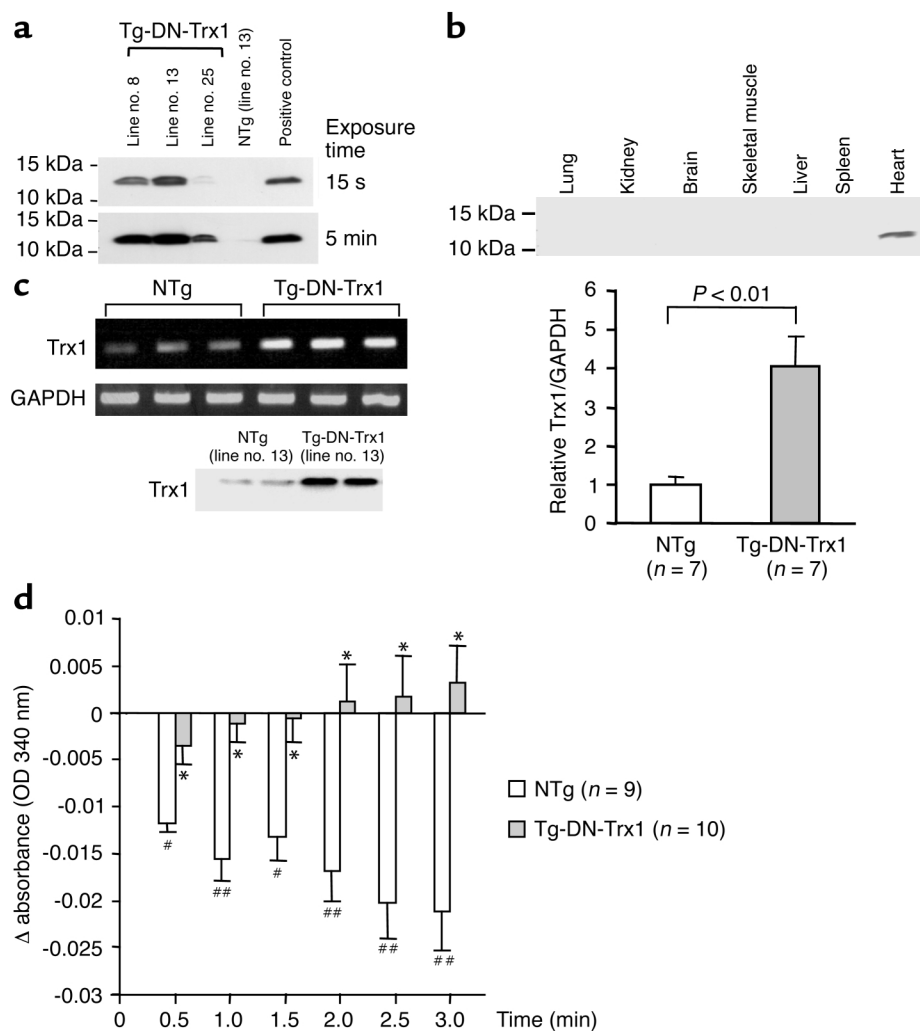 a
Tg-DN-Trx1
Line no. 8
Line no. 13
Line no. 25
NTg (line no. 13)
Positive control
Exposure
time
15 kDa
10 kDa
15 s
15 kDa
10 kDa
5 min
b
Lung
Kidney
Brain
Skeletal muscle
Liver
Spleen
Heart
15 kDa
10 kDa
c
NTg Tg-DN-Trx1
Trx1
GAPDH
NTg Tg-DN-Trx1
(line no. 13) (line no. 13)
Trx1
Relative Trx1/GAPDH
6
5
4
3
2
1
0
P < 0.01
NTg Tg-DN-Trx1
(n = 7) (n = 7)
d
Δ absorbance (OD 340 nm)
0.01
0.005
0
-0.005
-0.01
-0.015
-0.02
-0.025
-0.03
* * *
* * *
# ## # ## ## ##
NTg (n = 9)
Tg-DN-Trx1 (n = 10)
0 0.5 1.0 1.5 2.0 2.5 3.0 Time (min)